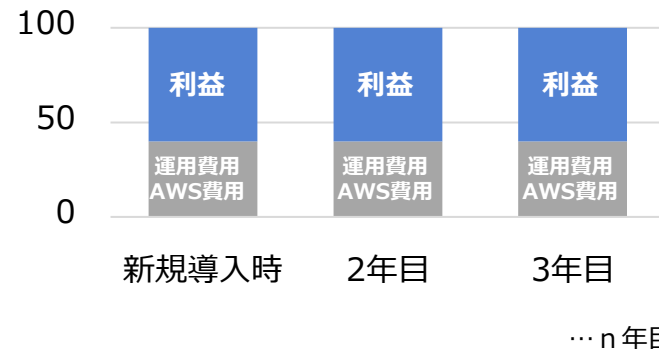 100
利益 利益 利益
50
運用費用 運用費用 運用費用
AWS費用 AWS費用 AWS費用
0
新規導入時 2年目 3年目
…n年目